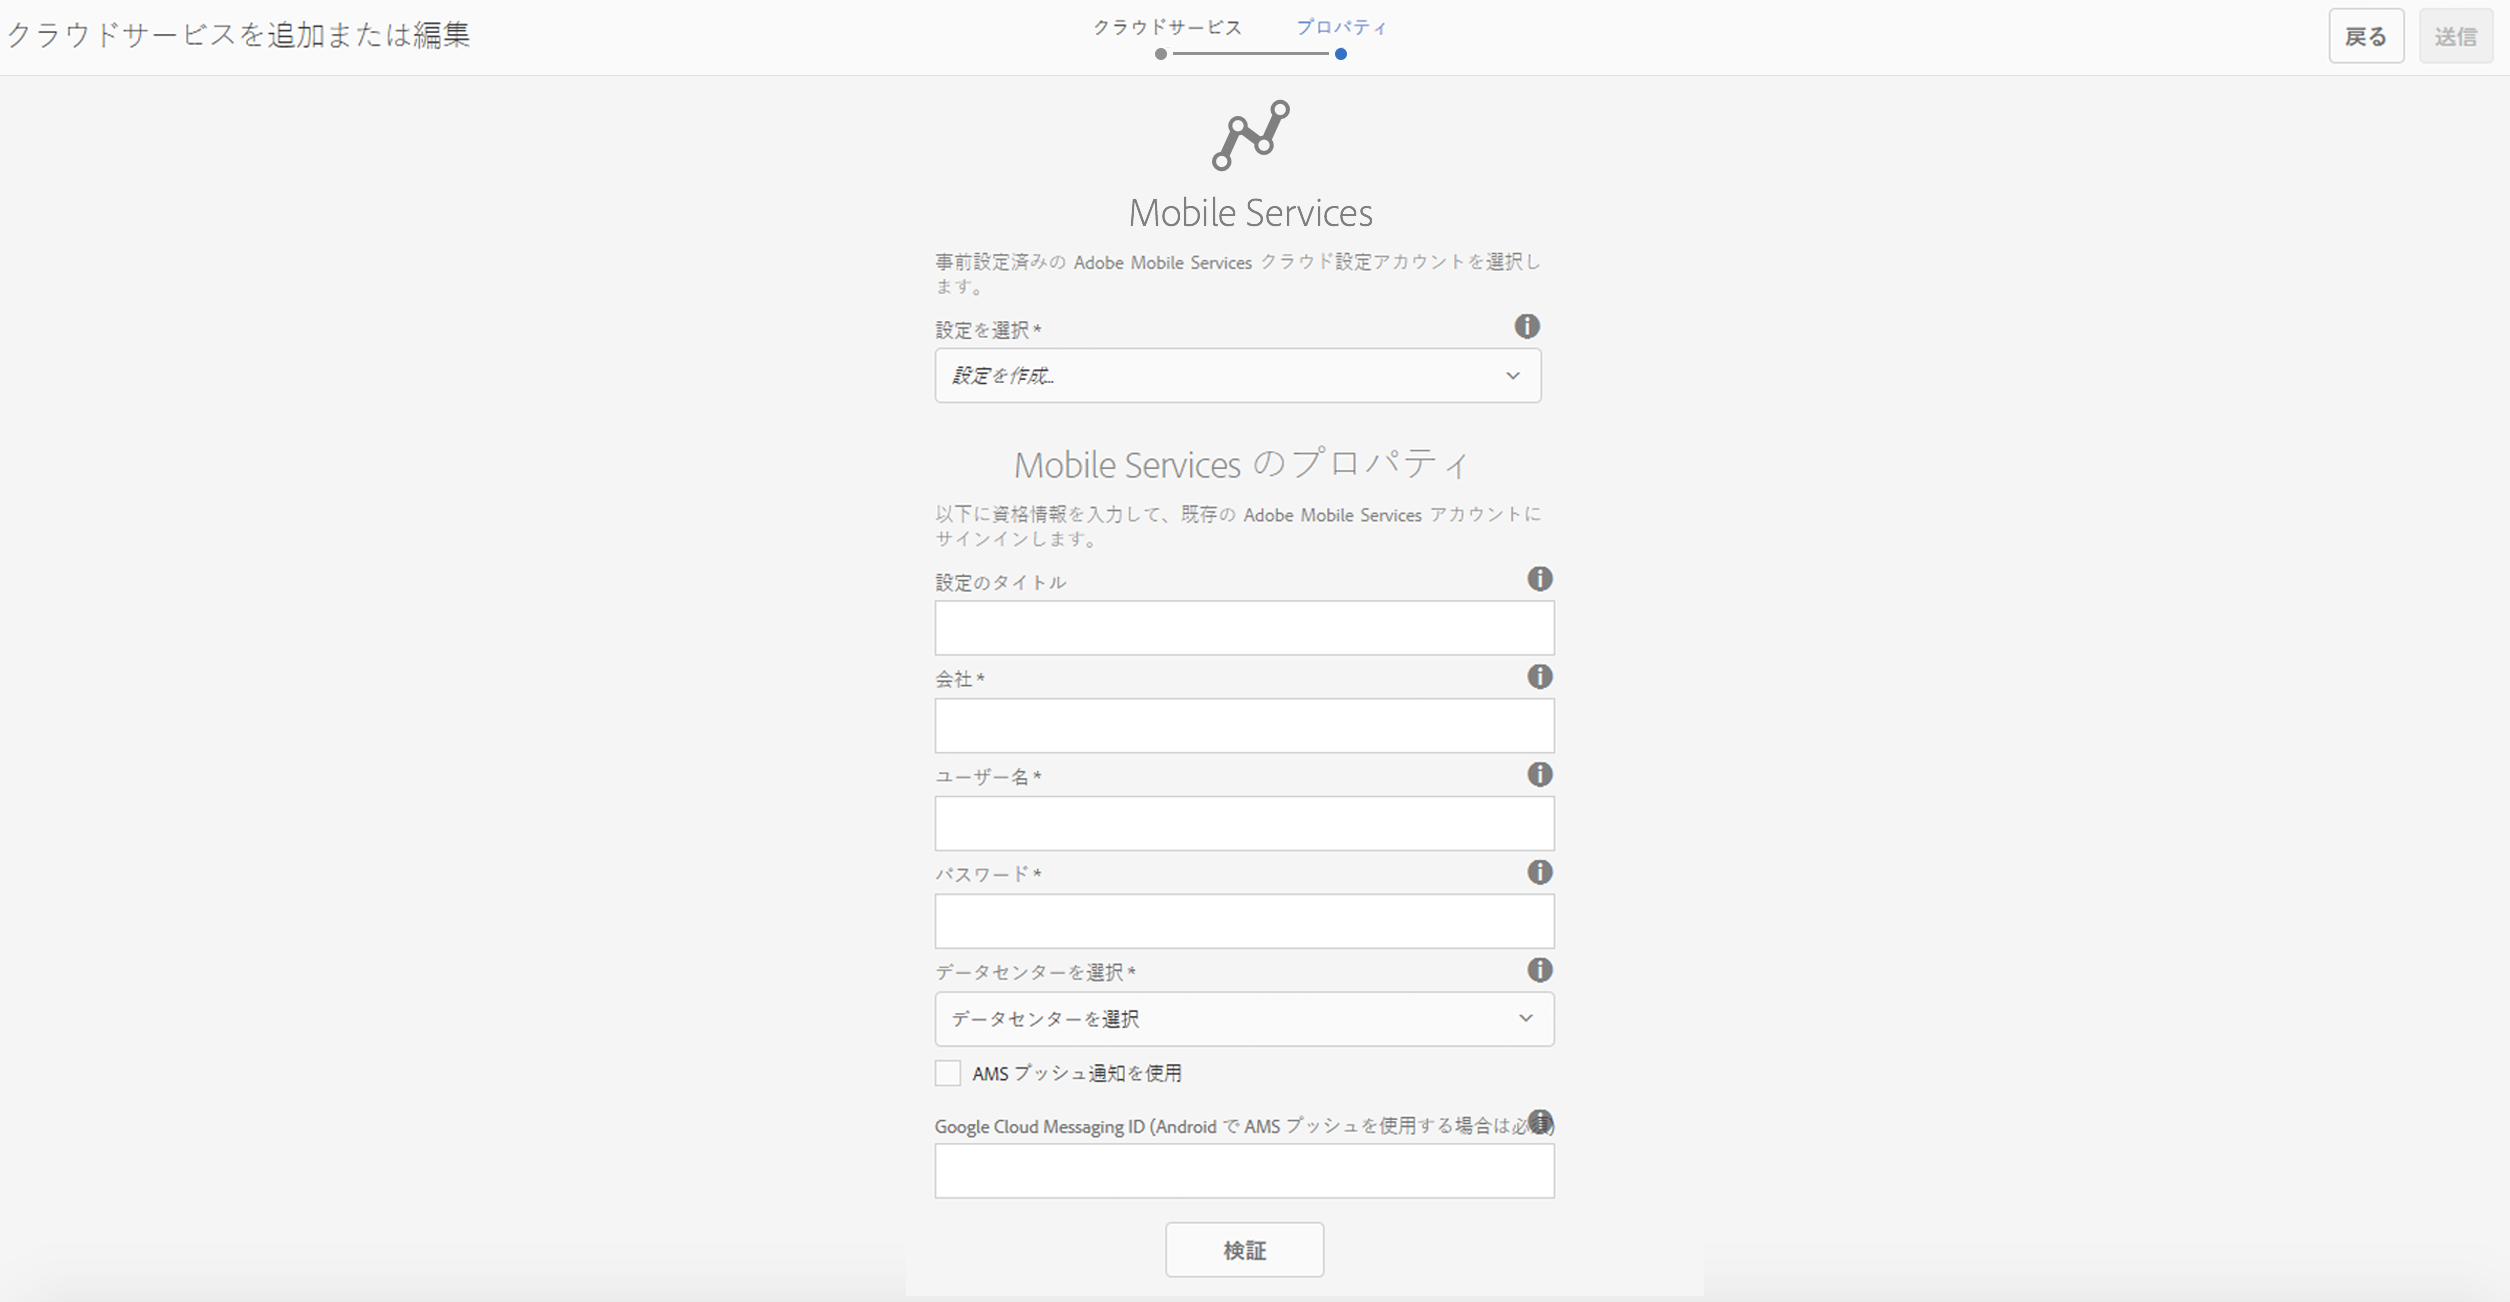 クラウドサービスを追加または編集
クラウドサービス
プロパティ
戻る
送信
Mobile Services
事前設定済みの Adobe Mobile Services クラウド設定アカウントを選択し
ます。
設定を選択 *
設定を作成...
Mobile Services のプロパティ
以下に資格情報を入力して、既存の Adobe Mobile Services アカウントに
サインインします。
設定のタイトル
会社 *
ユーザー名 *
パスワード *
データセンターを選択 *
データセンターを選択
AMS プッシュ通知を使用
Google Cloud Messaging ID (Android で AMS プッシュを使用する場合は必須)
検証